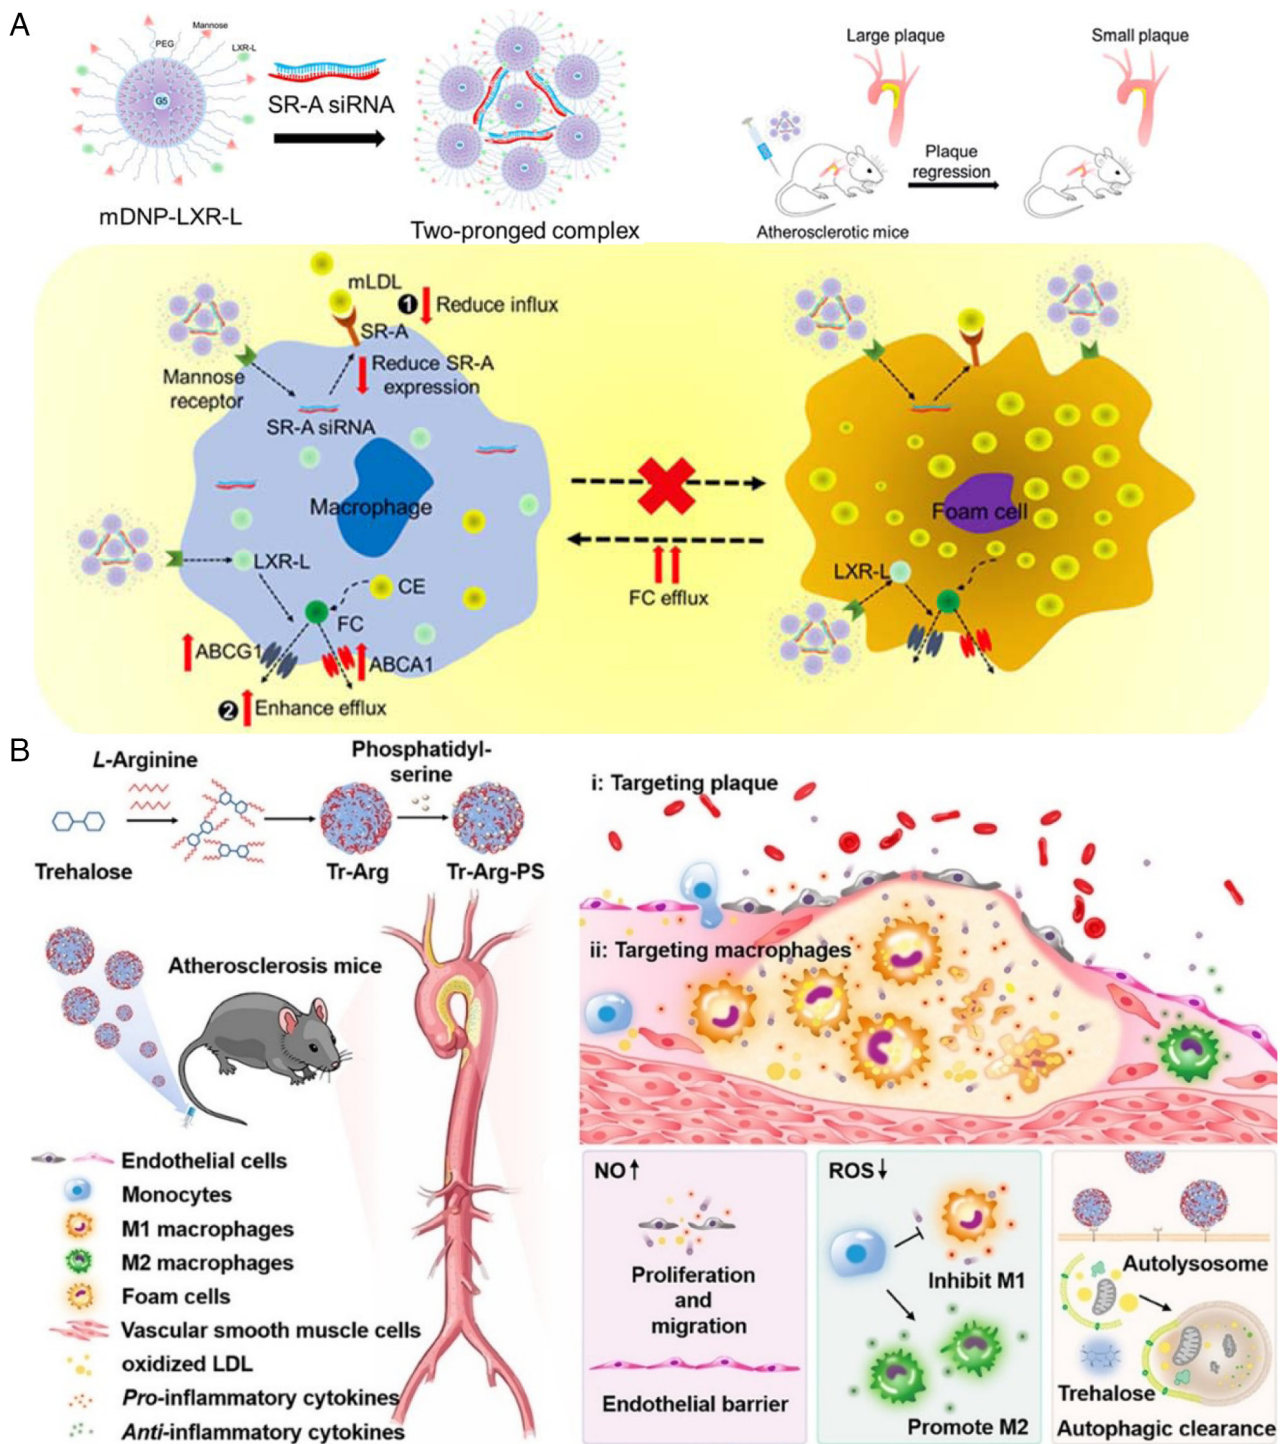 A
Mannose
PEG
LXR-L
G5
SR-A siRNA
mDNP-LXR-L
Two-pronged complex
Large plaque
Small plaque
Plaque
regression
Atherosclerotic mice
mLDL
1
Reduce influx
SR-A
Reduce SR-A
expression
Mannose
receptor
SR-A siRNA
Macrophage
LXR-L
CE
FC
ABCG1
ABCA1
2
Enhance efflux
FC efflux
Foam cell
LXR-L
B
L-Arginine
Phosphatidyl-
serine
Trehalose
Tr-Arg
Tr-Arg-PS
Atherosclerosis mice
Endothelial cells
Monocytes
M1 macrophages
M2 macrophages
Foam cells
Vascular smooth muscle cells
oxidized LDL
Pro-inflammatory cytokines
Anti-inflammatory cytokines
i: Targeting plaque
ii: Targeting macrophages
NO↑
Proliferation
and
migration
Endothelial barrier
ROS↓
Inhibit M1
Promote M2
Autolysosome
Trehalose
Autophagic clearance